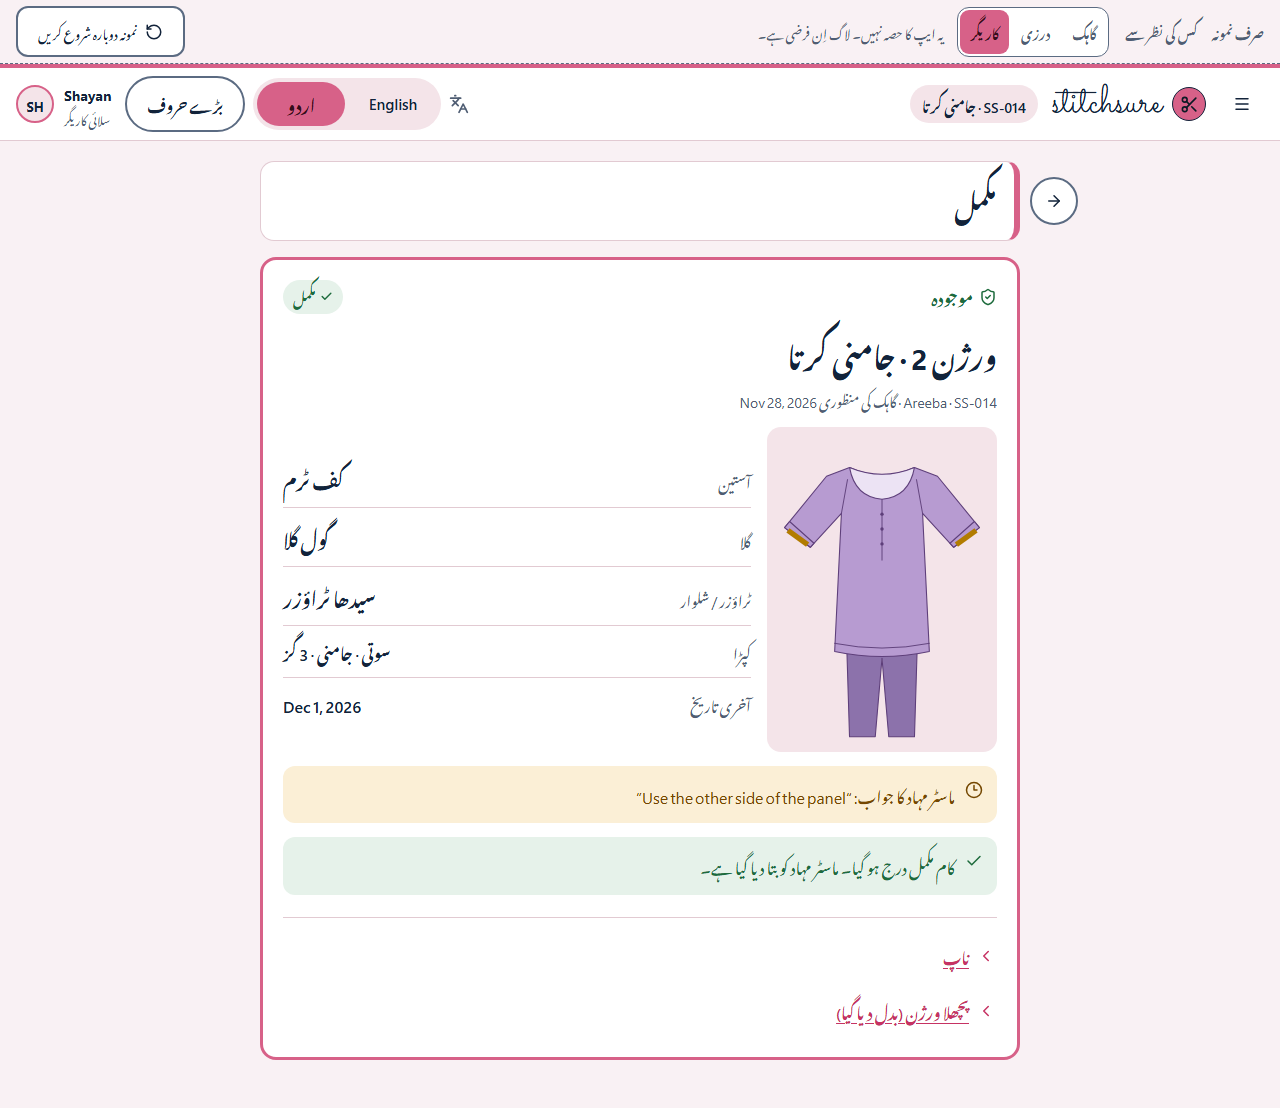 صرف نمونہ کس کی نظر سے گاہک درزی کاریگر یہ ایپ کا حصہ نہیں۔ لاگ اِن فرضی ہے۔ نمونہ دوبارہ شروع کریں
stitchsure SS-014 · جامنی کرتا English اردو بڑے حروف Shayan SH
سلائی کاریگر
مکمل
موجودہ مکمل
ورژن 2 · جامنی کرتا
SS-014 · Areeba · گاہک کی منظوری Nov 28, 2026
آستین کف ٹرم
گلا گول گلا
ٹراؤزر / شلوار سیدھا ٹراؤزر
کپڑا سوتی · جامنی · 3 گز
آخری تاریخ Dec 1, 2026
ماسٹر مہاد کا جواب: "Use the other side of the panel"
کام مکمل درج ہو گیا۔ ماسٹر مہاد کو بتا دیا گیا ہے۔
ناپ
پچھلا ورژن (بدل دیا گیا)